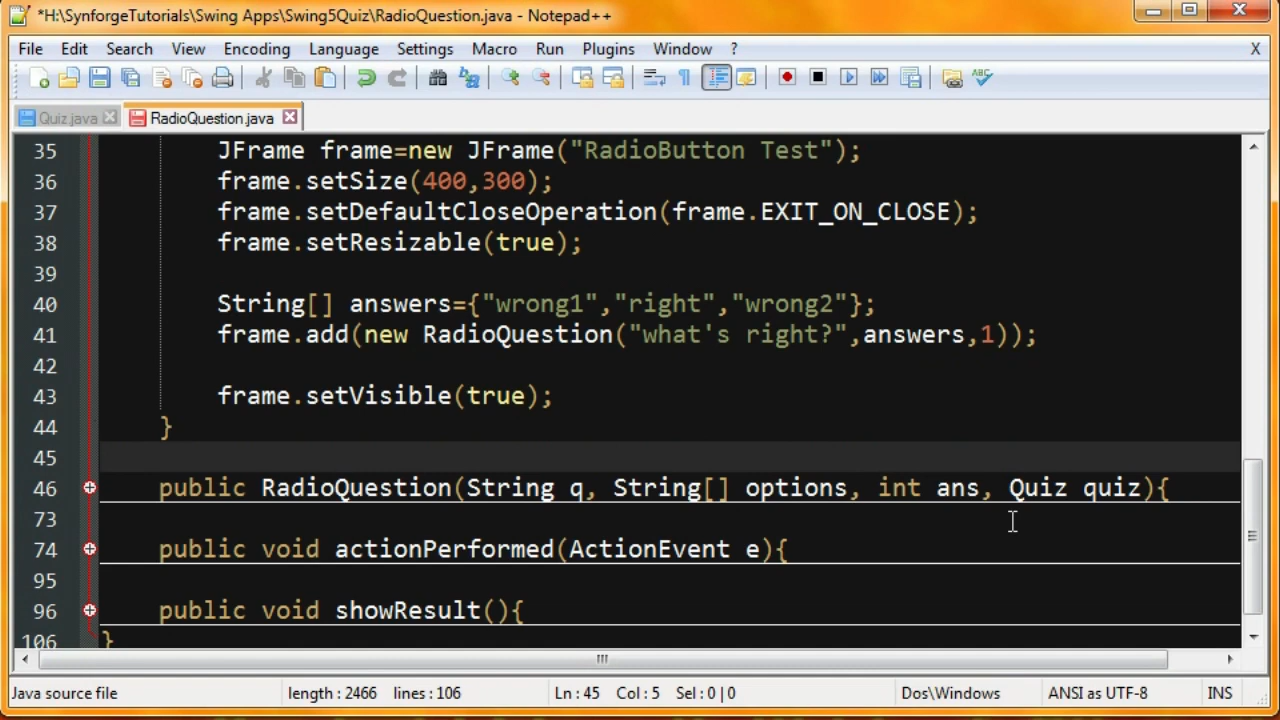 *H:\SynforgeTutorials\Swing Apps\Swing5Quiz\RadioQuestion.java - Notepad++
File Edit Search View Encoding Language Settings Macro Run Plugins Window ? X
Quiz.java RadioQuestion.java
35 JFrame frame=new JFrame("RadioButton Test");
36 frame.setSize(400,300);
37 frame.setDefaultCloseOperation(frame.EXIT_ON_CLOSE);
38 frame.setResizable(true);
39
40 String[] answers={"wrong1","right","wrong2"};
41 frame.add(new RadioQuestion("what's right?",answers,1));
42
43 frame.setVisible(true);
44 }
45
46 public RadioQuestion(String q, String[] options, int ans, Quiz quiz){
73
74 public void actionPerformed(ActionEvent e){
95
96 public void showResult(){
106 }
Java source file length : 2466 lines : 106 Ln : 45 Col : 5 Sel : 0 | 0 Dos\Windows ANSI as UTF-8 INS